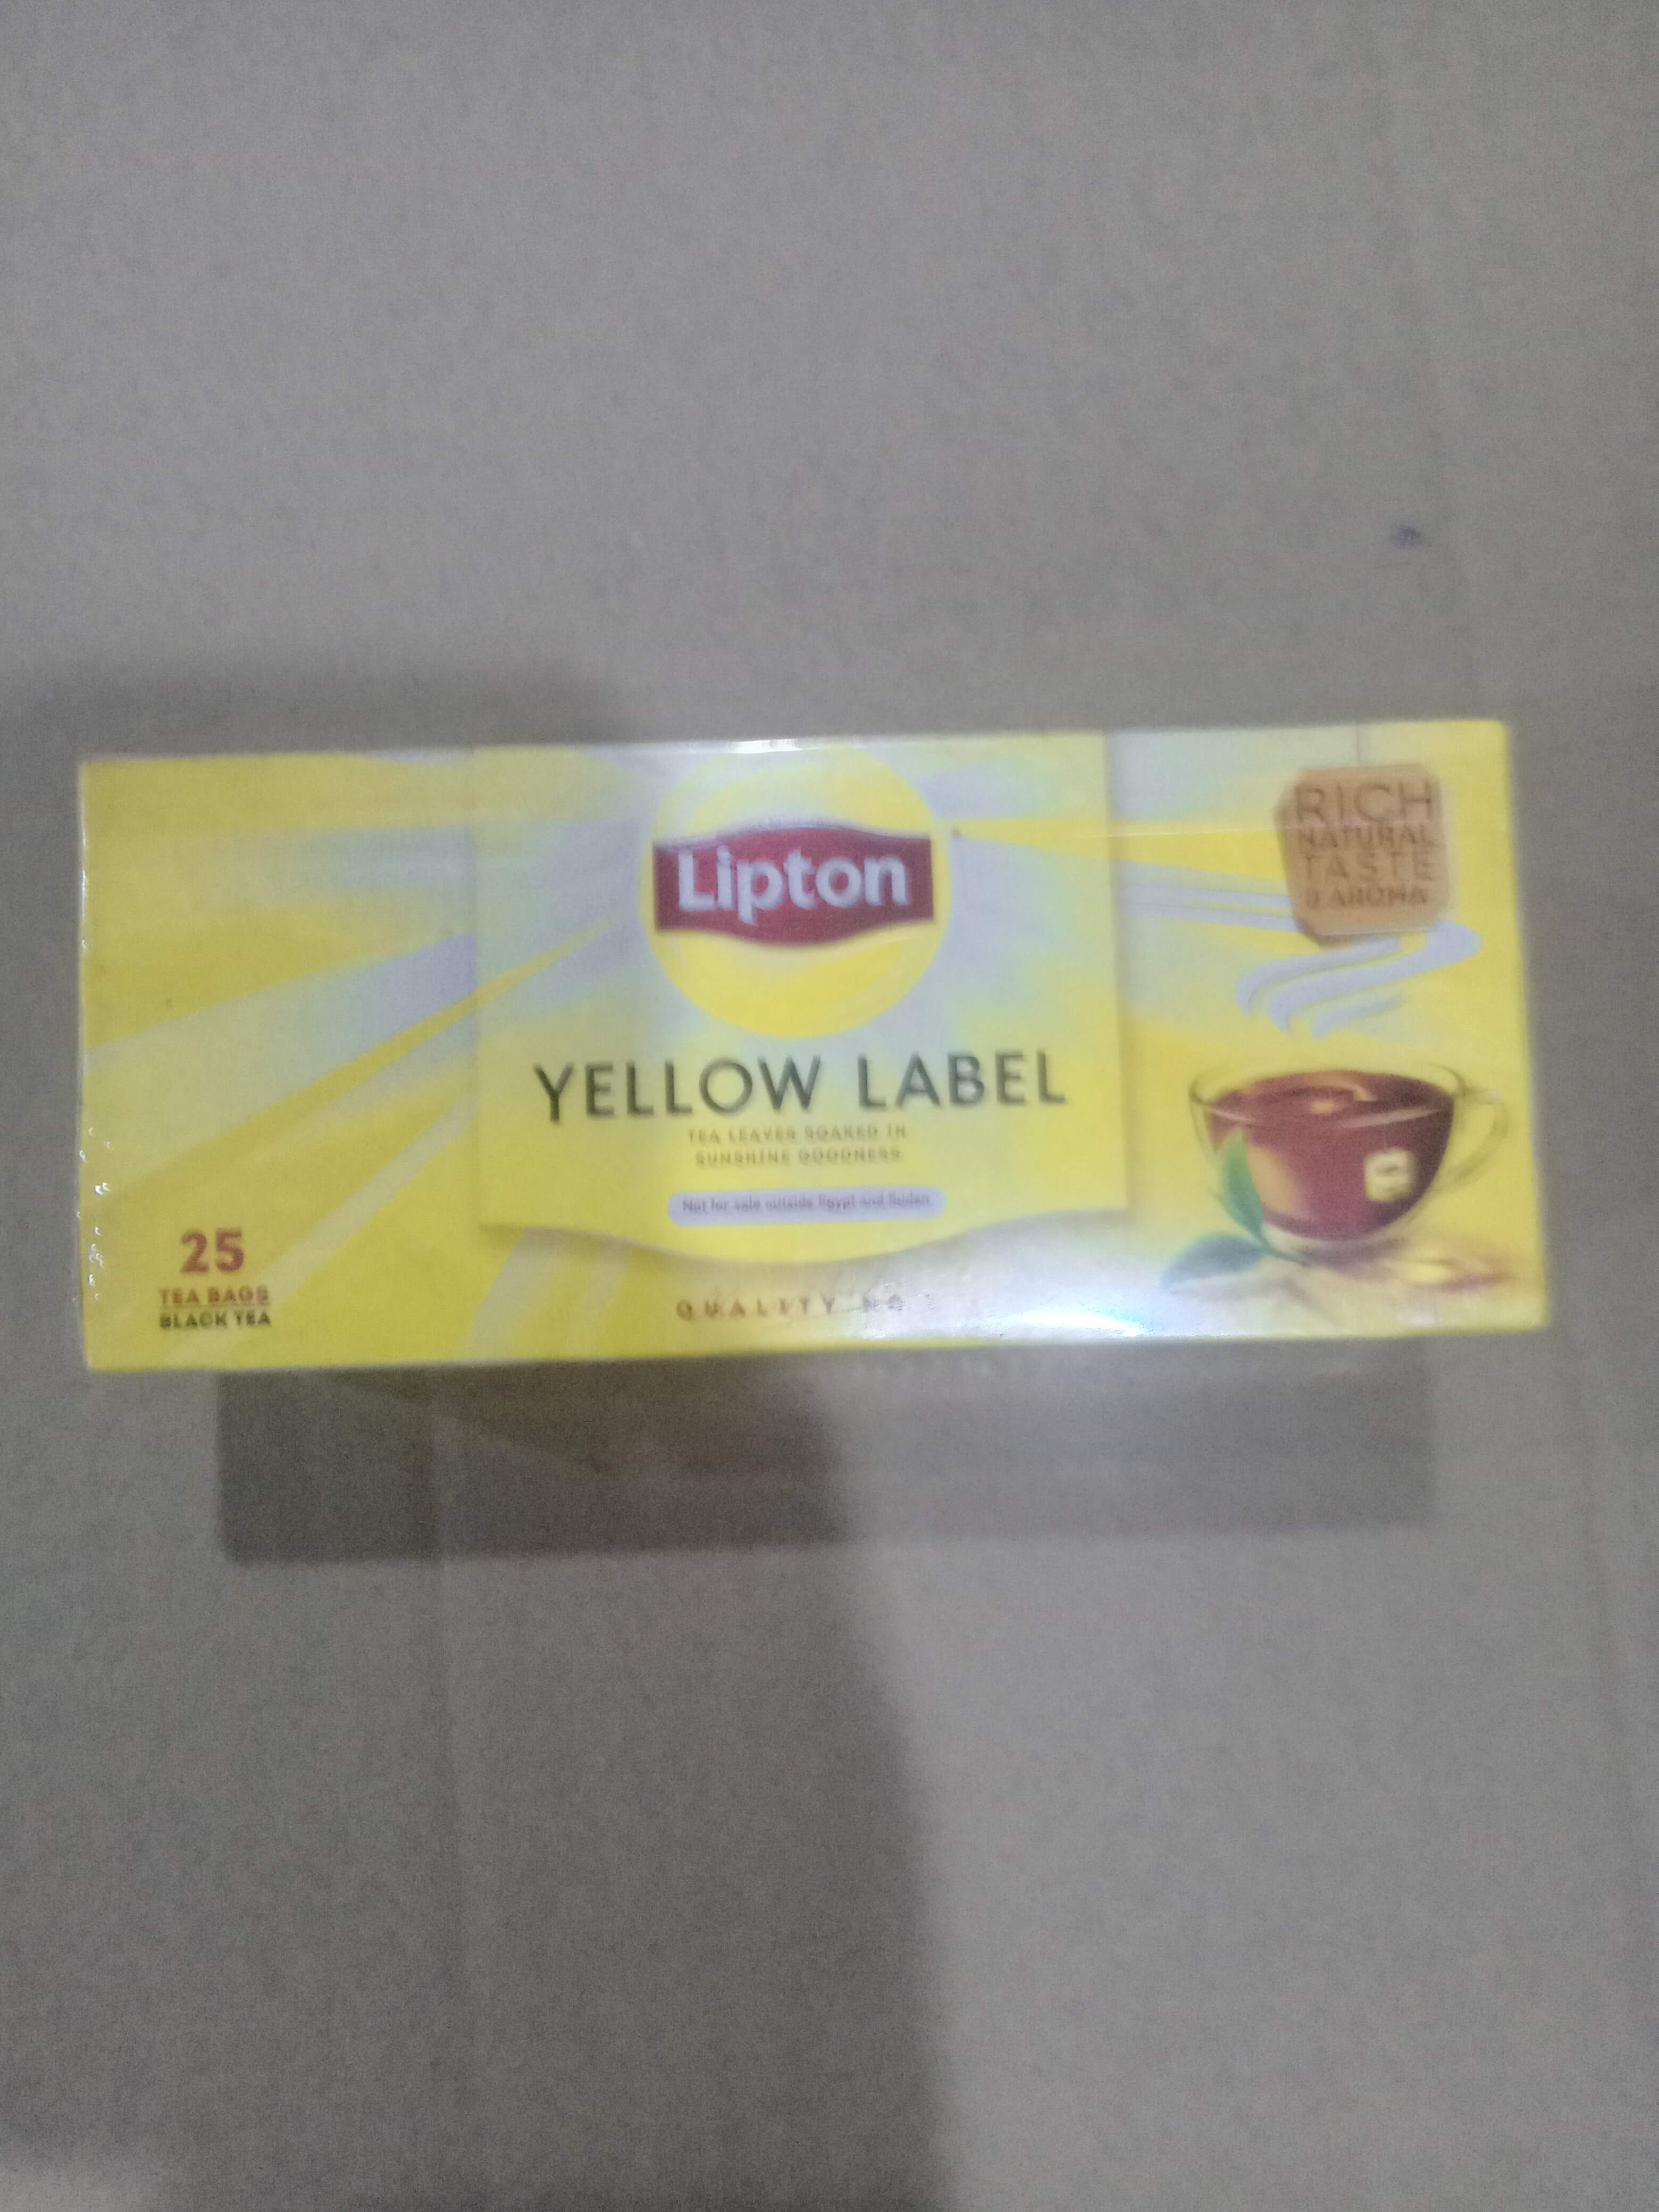 Lipton
YELLOW LABEL
TEA LEAVES SOAKED IN
SUNSHINE GOODNESS
Not for sale outside Egypt and Sudan
QUALITY NO.
25
TEA BAGS
BLACK TEA
RICH
NATURAL
TASTE
& AROMA